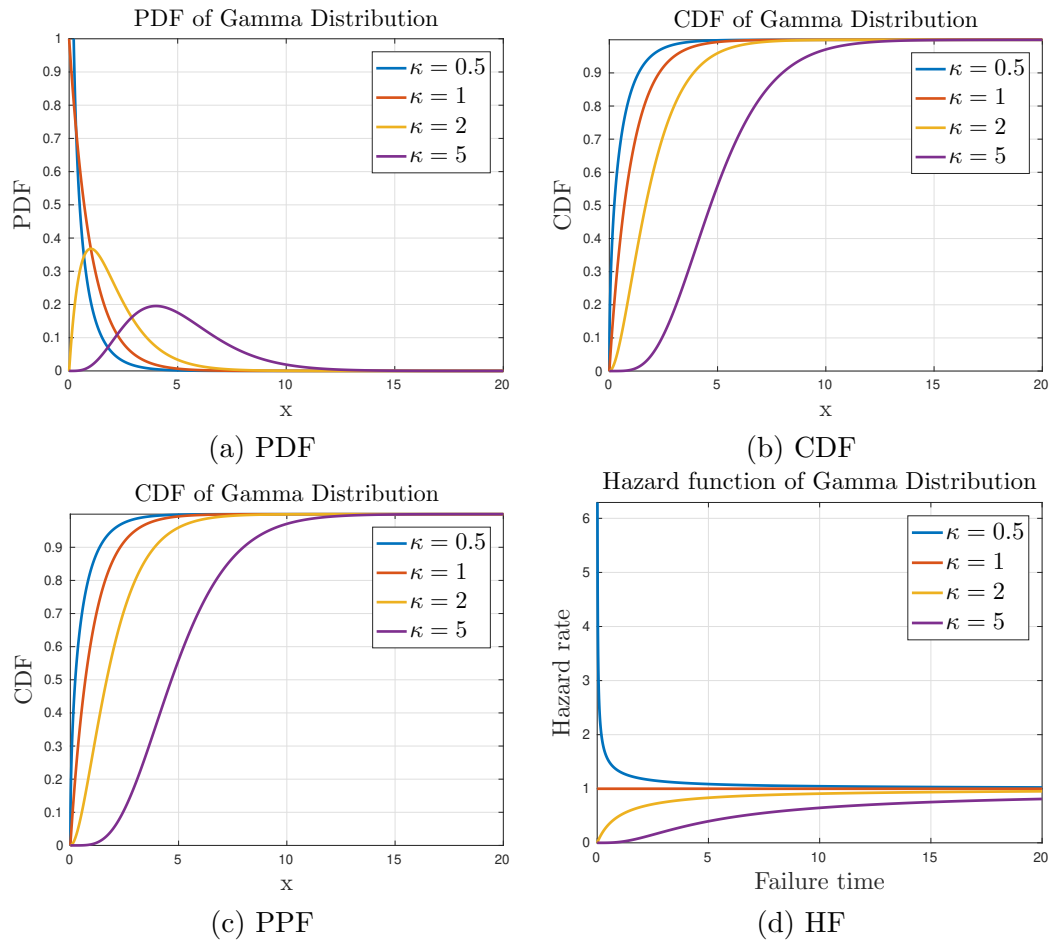 PDF of Gamma Distribution
1
0.9
0.8
0.7
0.6
0.5
0.4
0.3
0.2
0.1
0
PDF
κ = 0.5
κ = 1
κ = 2
κ = 5
0 5 10 15 20
x
(a) PDF
CDF of Gamma Distribution
0.9
0.8
0.7
0.6
0.5
0.4
0.3
0.2
0.1
0
CDF
κ = 0.5
κ = 1
κ = 2
κ = 5
0 5 10 15 20
x
(b) CDF
CDF of Gamma Distribution
0.9
0.8
0.7
0.6
0.5
0.4
0.3
0.2
0.1
0
CDF
κ = 0.5
κ = 1
κ = 2
κ = 5
0 5 10 15 20
x
(c) PPF
Hazard function of Gamma Distribution
6
5
4
3
2
1
0
Hazard rate
κ = 0.5
κ = 1
κ = 2
κ = 5
0 5 10 15 20
Failure time
(d) HF